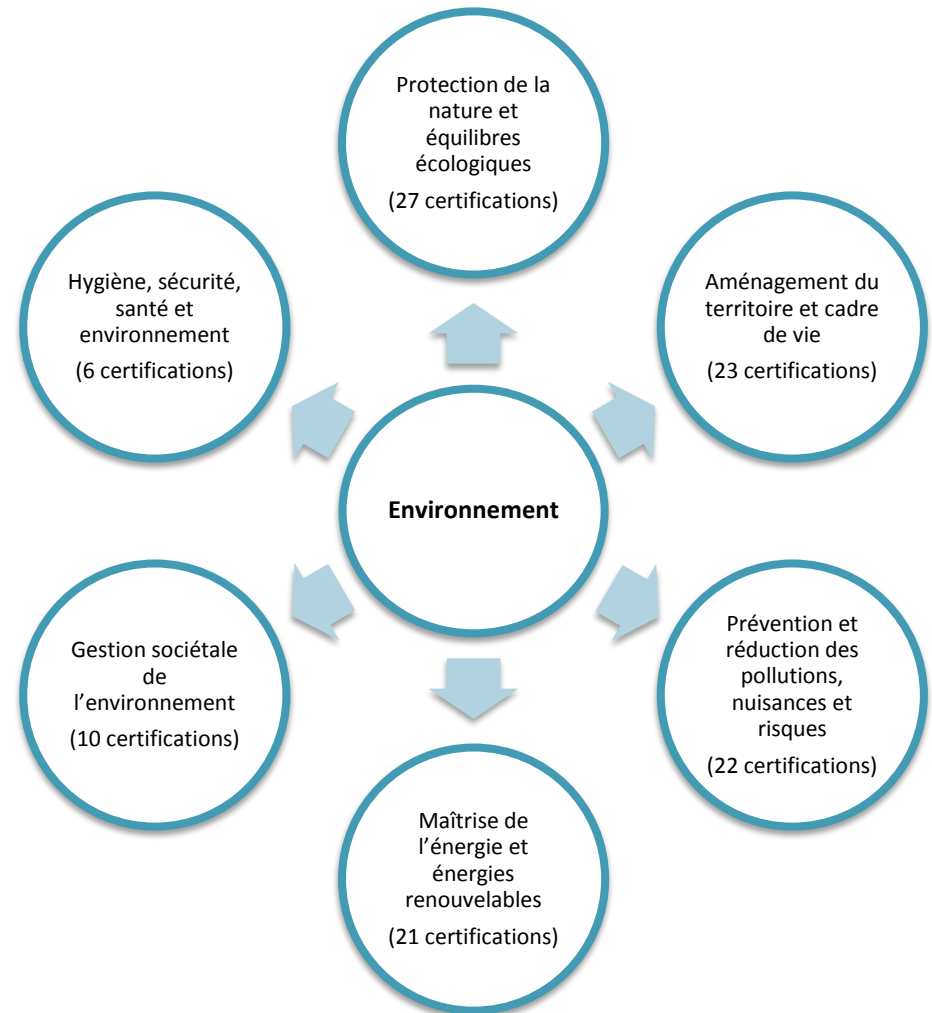 Protection de la
nature et
équilibres
écologiques
(27 certifications)
Hygiène, sécurité,
santé et
environnement
(6 certifications)
Aménagement du
territoire et cadre
de vie
(23 certifications)
Environnement
Gestion sociétale
de
l’environnement
(10 certifications)
Prévention et
réduction des
pollutions,
nuisances et
risques
(22 certifications)
Maîtrise de
l’énergie et
énergies
renouvelables
(21 certifications)